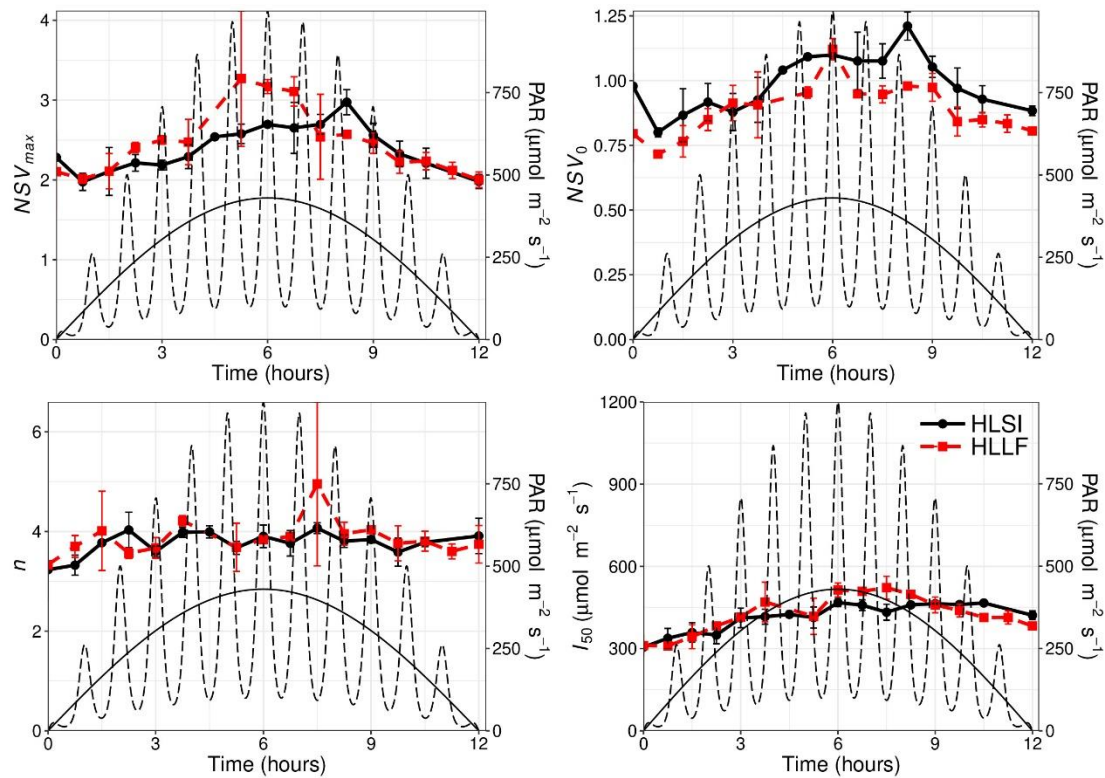 4
3
2
1
0
NSVmax
750
500
250
0
PAR (μmol m−2 s−1)
0 3 6 9 12
Time (hours)
1.25
1.00
0.75
0.50
0.25
0.00
NSV0
750
500
250
0
PAR (μmol m−2 s−1)
0 3 6 9 12
Time (hours)
6
4
2
0
n
750
500
250
0
PAR (μmol m−2 s−1)
0 3 6 9 12
Time (hours)
1200
900
600
300
0
I50 (μmol m−2 s−1)
HLSI
HLLF
750
500
250
0
PAR (μmol m−2 s−1)
0 3 6 9 12
Time (hours)